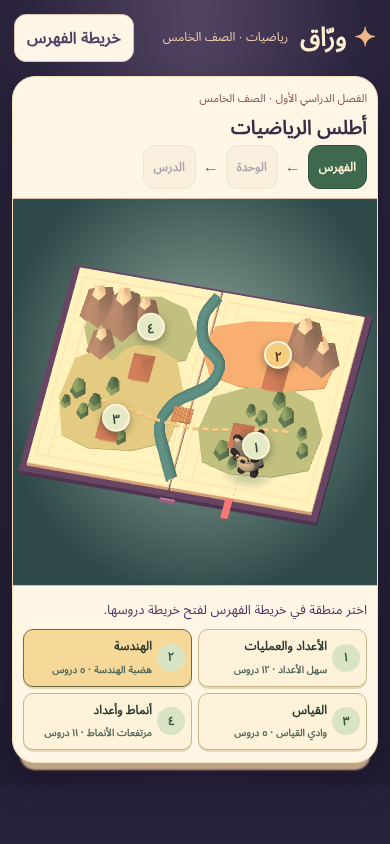 ورّاق
رياضيات · الصف الخامس
خريطة الفهرس
الفصل الدراسي الأول · الصف الخامس
أطلس الرياضيات
الفهرس ← الوحدة ← الدرس
٤
٢
٣
١
اختر منطقة في خريطة الفهرس لفتح خريطة دروسها.
١
الأعداد والعمليات
سهل الأعداد · ١٢ دروس
٢
الهندسة
هضبة الهندسة · ٥ دروس
٣
القياس
وادي القياس · ٥ دروس
٤
أنماط وأعداد
مرتفعات الأنماط · ١١ دروس